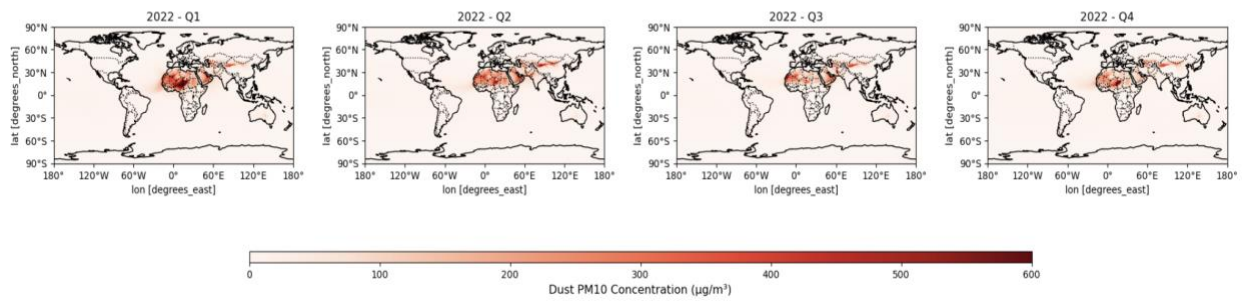 2022 - Q1
2022 - Q2
2022 - Q3
2022 - Q4
lat [degrees_north]
90°N
60°N
30°N
0°
30°S
60°S
90°S
180° 120°W 60°W 0° 60°E 120°E 180°
lon [degrees_east]
lat [degrees_north]
90°N
60°N
30°N
0°
30°S
60°S
90°S
180° 120°W 60°W 0° 60°E 120°E 180°
lon [degrees_east]
lat [degrees_north]
90°N
60°N
30°N
0°
30°S
60°S
90°S
180° 120°W 60°W 0° 60°E 120°E 180°
lon [degrees_east]
lat [degrees_north]
90°N
60°N
30°N
0°
30°S
60°S
90°S
180° 120°W 60°W 0° 60°E 120°E 180°
lon [degrees_east]
0 100 200 300 400 500 600
Dust PM10 Concentration (μg/m³)